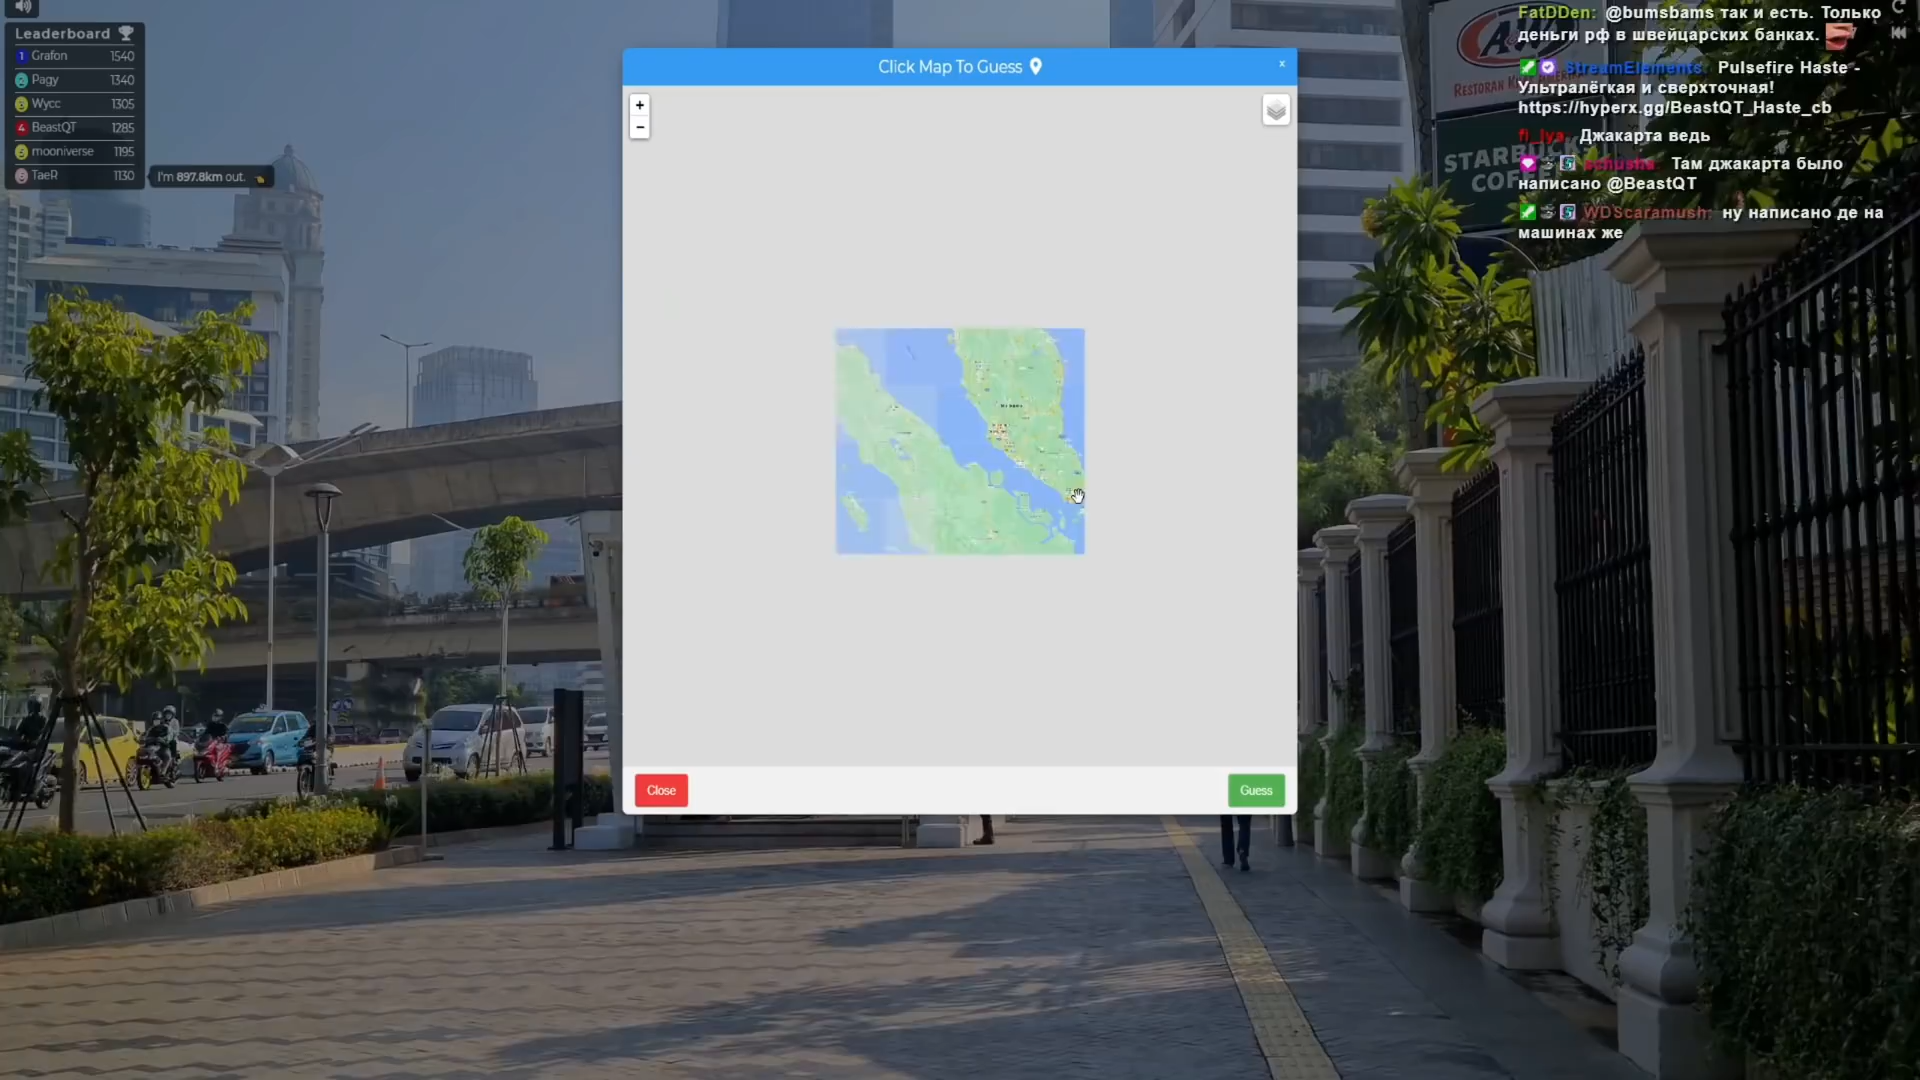 Leaderboard
1 Grafon 1540
Pagy 1340
Wycc 1305
4 BeastQT 1285
mooniverse 1195
TaeR 1130
I'm 897.8km out.
Click Map To Guess
x
+
−
Close
Guess
A&W
RESTORAN
STARBUCKS
COFFEE
FatDDen: @bumsbams так и есть. Только
деньги рф в швейцарских банках.
StreamElements: Pulsefire Haste -
Ультралёгкая и сверхточная!
https://hyperx.gg/BeastQT_Haste_cb
fi_lya: Джакарта ведь
Там джакарта было
написано @BeastQT
WDScaramush: ну написано де на
машинах же